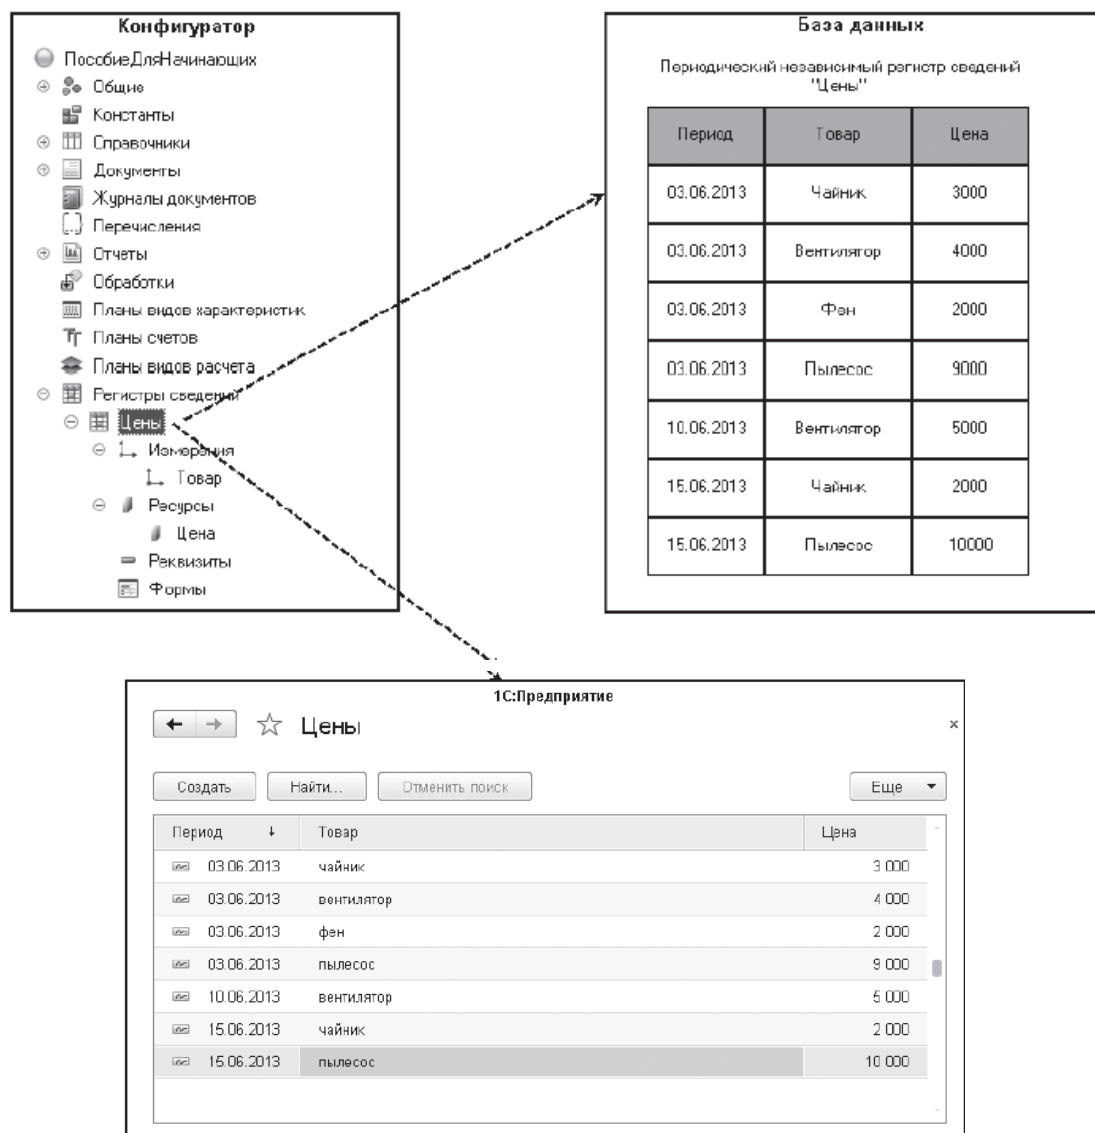 Конфигуратор
ПособиеДляНачинающих
Общие
Константы
Справочники
Документы
Журналы документов
Перечисления
Отчеты
Обработки
Планы видов характеристик
Планы счетов
Планы видов расчета
Регистры сведений
Цены
Измерения
Товар
Ресурсы
Цена
Реквизиты
Формы
База данных
Периодический независимый регистр сведений
"Цены"
Период Товар Цена
03.06.2013 Чайник 3000
03.06.2013 Вентилятор 4000
03.06.2013 Фен 2000
03.06.2013 Пылесос 9000
10.06.2013 Вентилятор 5000
15.06.2013 Чайник 2000
15.06.2013 Пылесос 10000
1С:Предприятие
Цены
Создать Найти... Отменить поиск Еще
Период Товар Цена
03.06.2013 чайник 3 000
03.06.2013 вентилятор 4 000
03.06.2013 фен 2 000
03.06.2013 пылесос 9 000
10.06.2013 вентилятор 5 000
15.06.2013 чайник 2 000
15.06.2013 пылесос 10 000